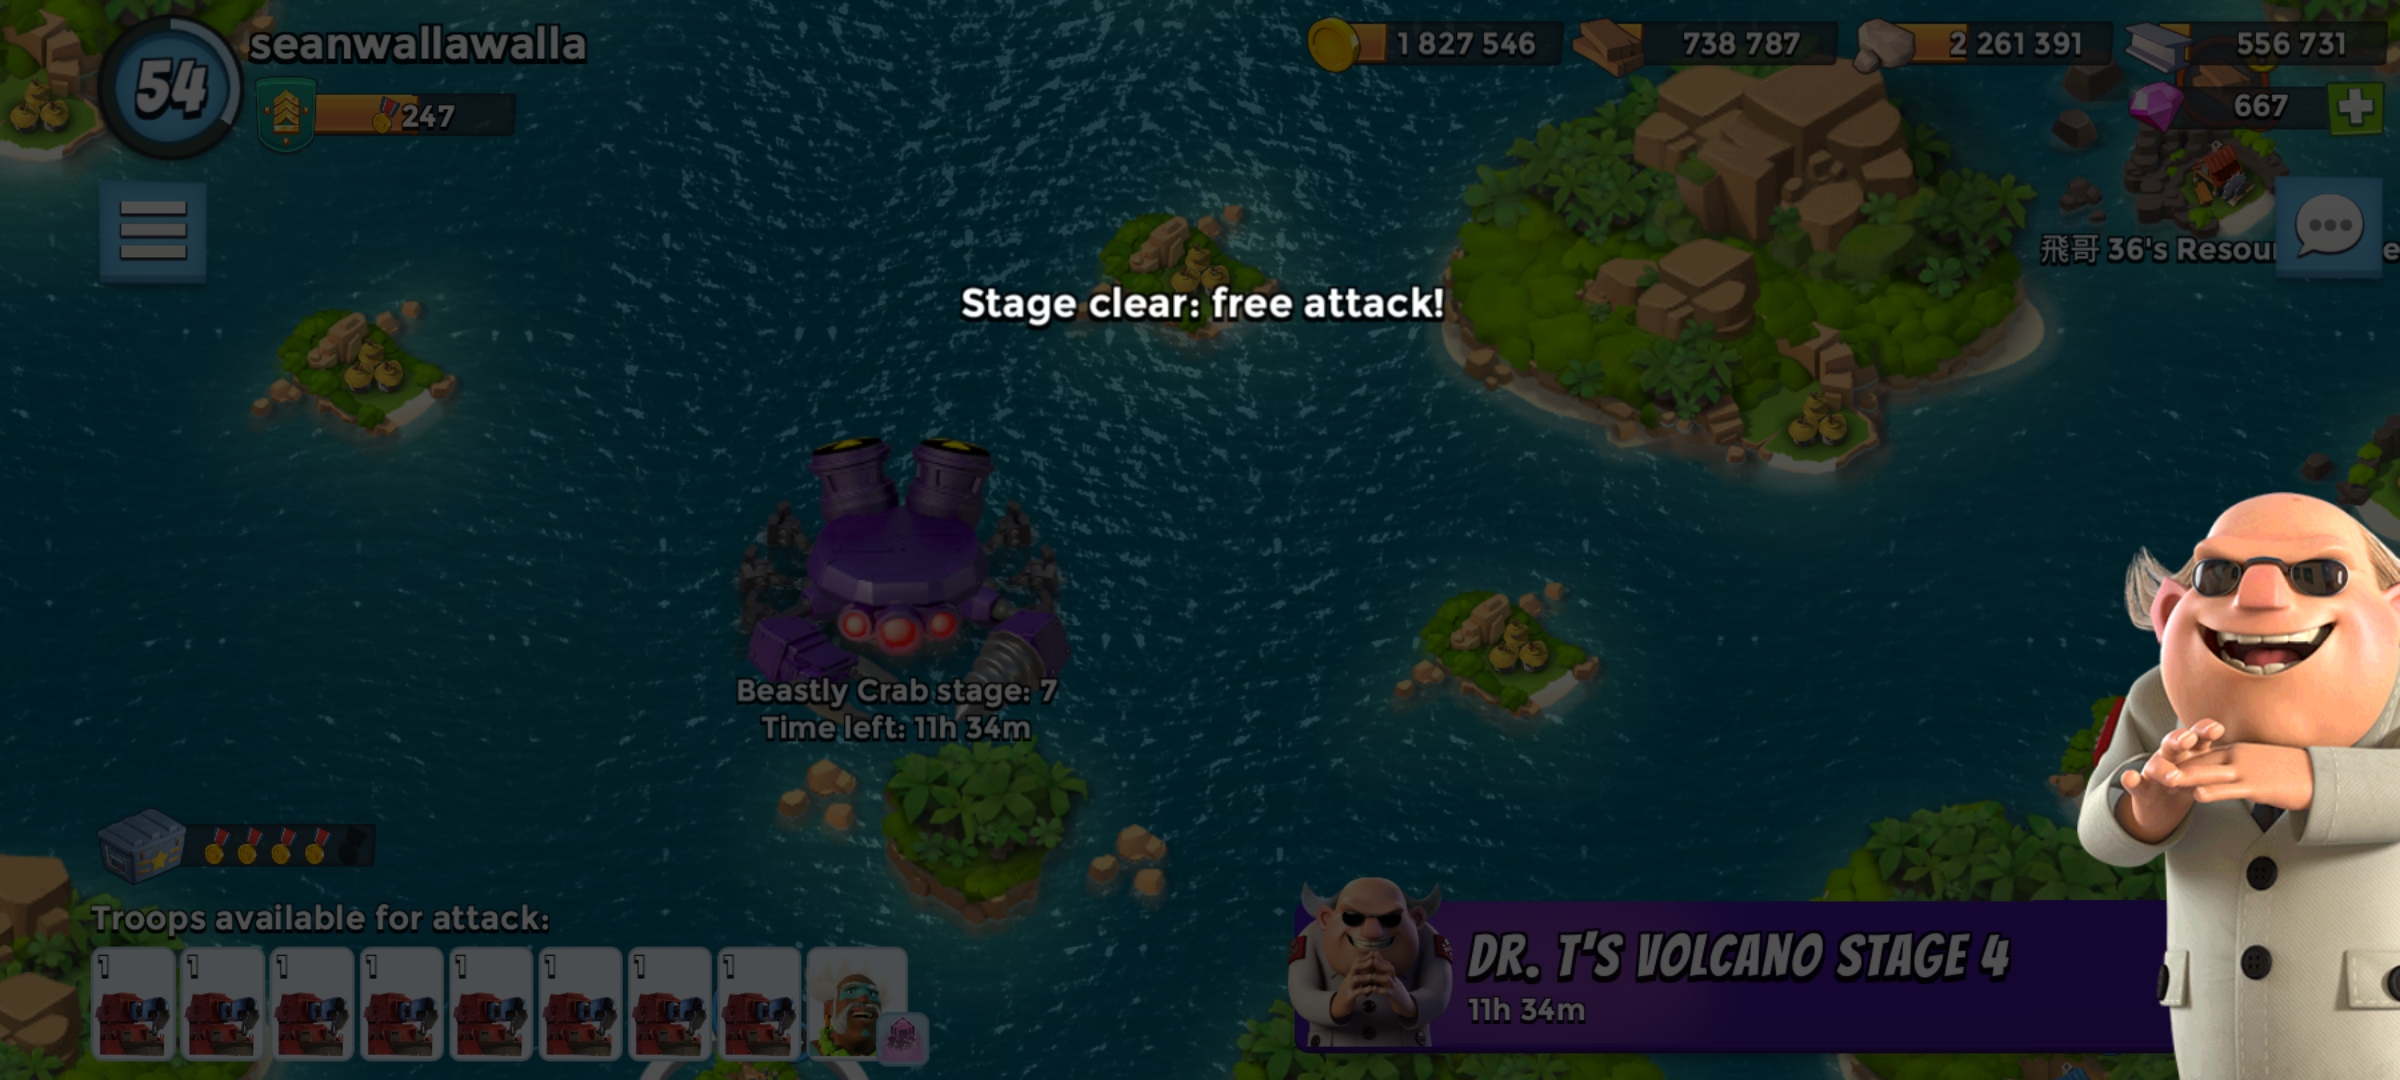 54
seanwallawalla
247
1 827 546
738 787
2 261 391
556 731
667
飛哥 36's Resou
Stage clear: free attack!
Beastly Crab stage: 7
Time left: 11h 34m
Troops available for attack:
1 1 1 1 1 1 1 1
DR. T'S VOLCANO STAGE 4
11h 34m